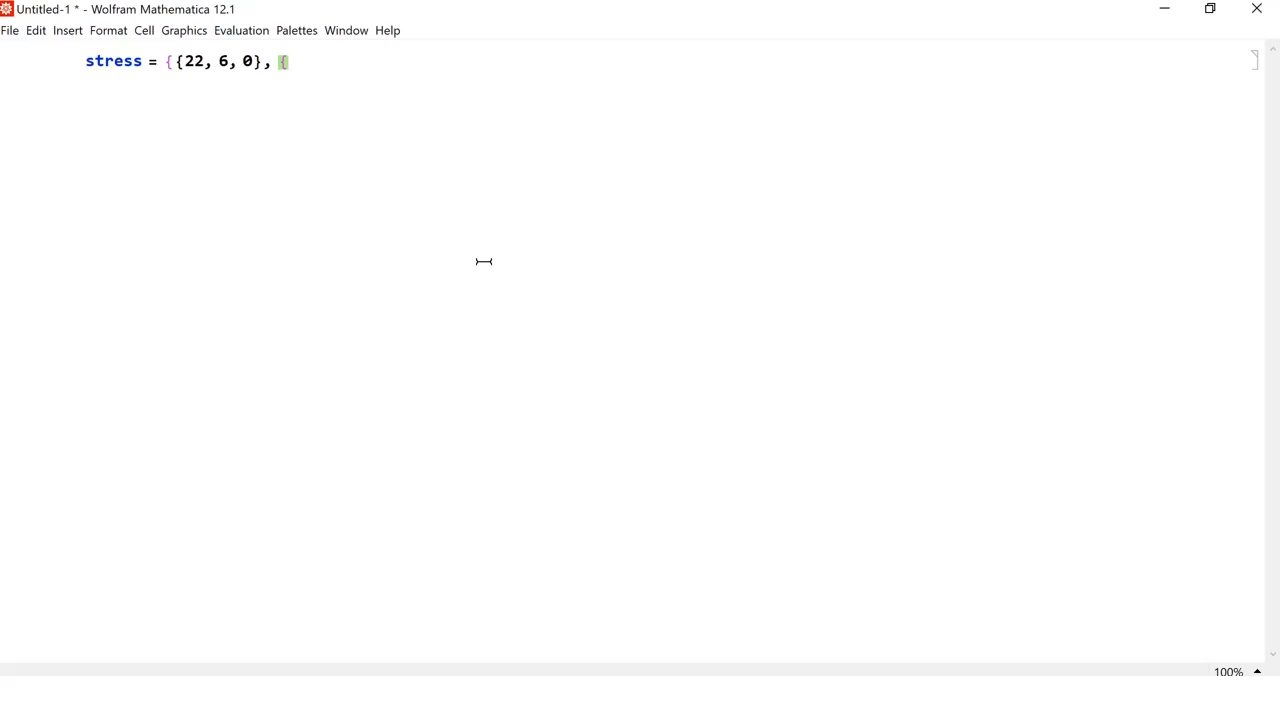 Untitled-1 * - Wolfram Mathematica 12.1
File Edit Insert Format Cell Graphics Evaluation Palettes Window Help
stress = {{22, 6, 0}, {
100%